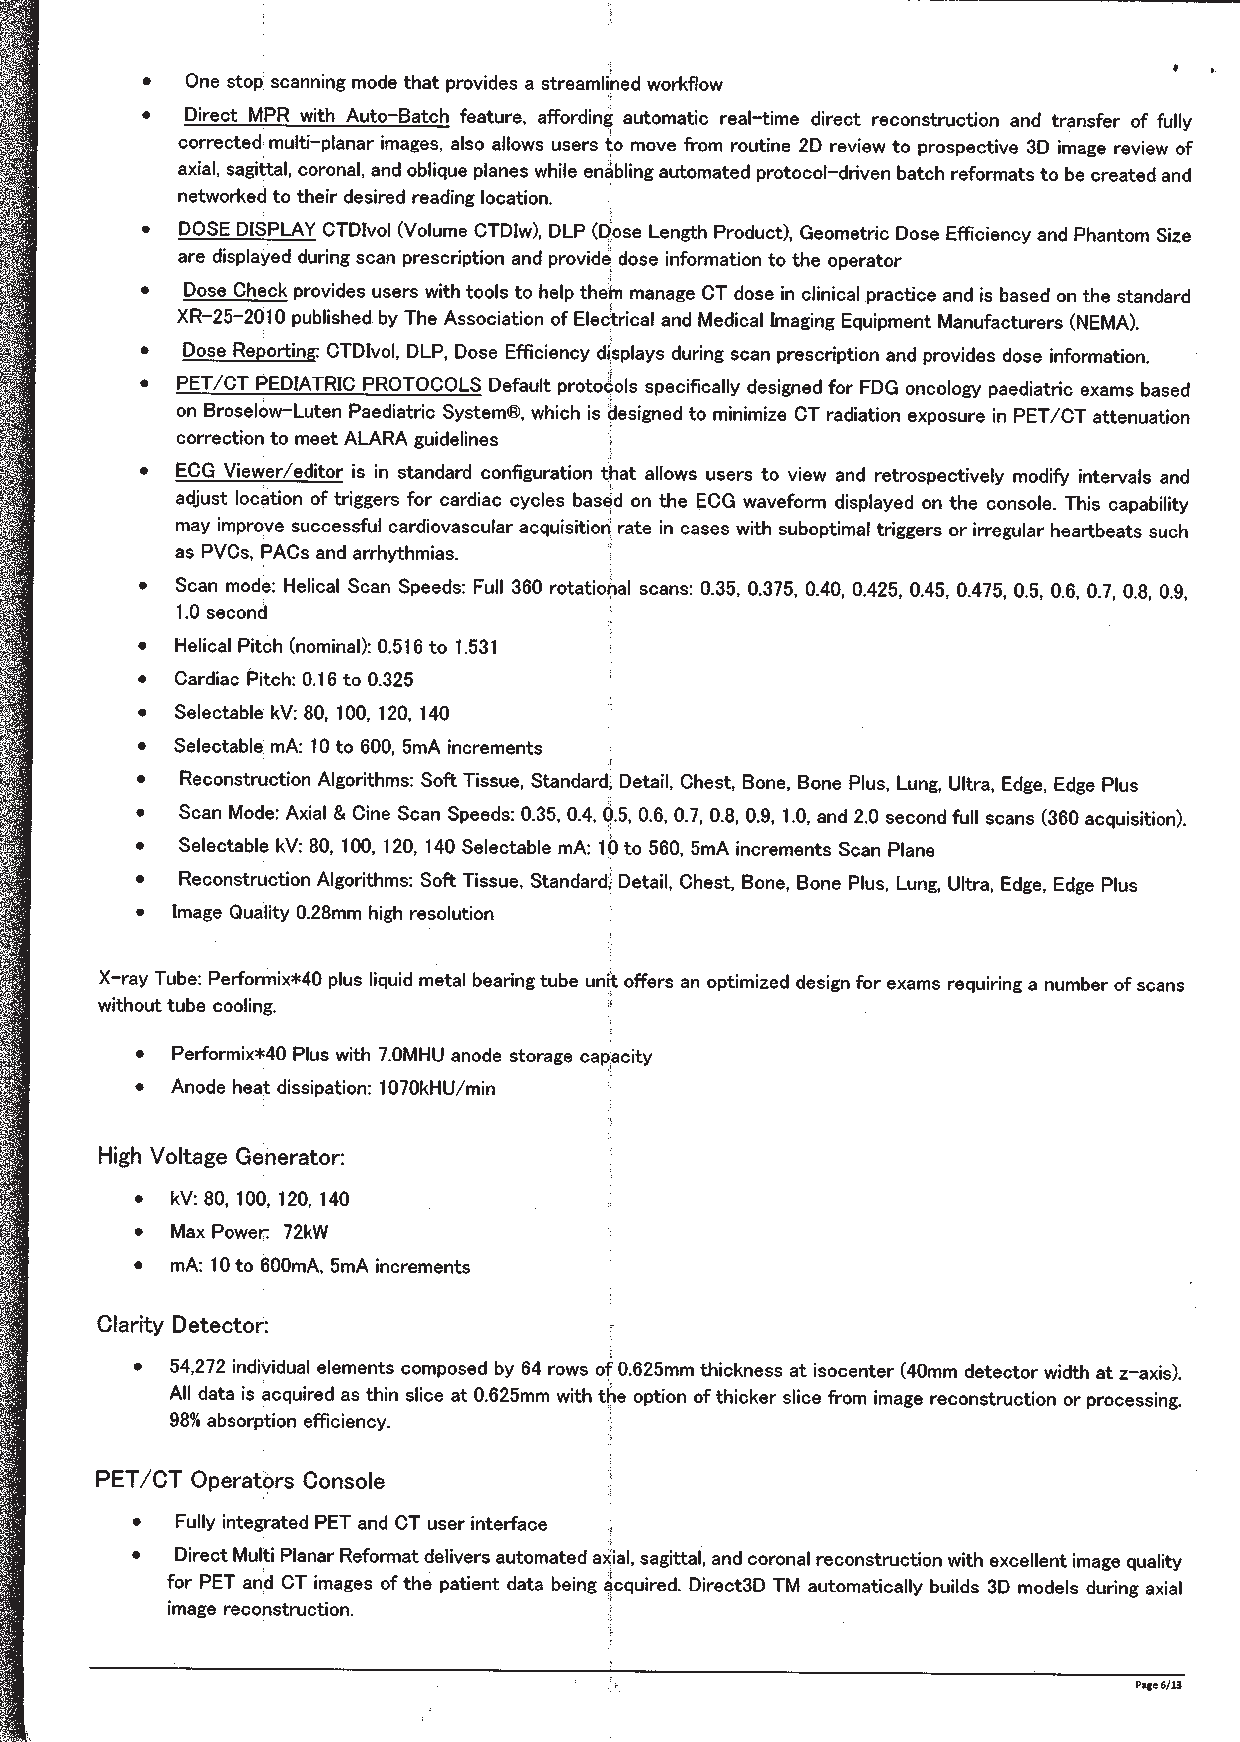 • One stop scanning mode that provides a streamlined workflow
• Direct MPR with Auto-Batch feature, affording automatic real-time direct reconstruction and transfer of fully
corrected multi-planar images, also allows users to move from routine 2D review to prospective 3D image review of
axial, sagittal, coronal, and oblique planes while enabling automated protocol-driven batch reformats to be created and
networked to their desired reading location.
• DOSE DISPLAY CTDIvol (Volume CTDIw), DLP (Dose Length Product), Geometric Dose Efficiency and Phantom Size
are displayed during scan prescription and provide dose information to the operator
• Dose Check provides users with tools to help them manage CT dose in clinical practice and is based on the standard
XR-25-2010 published by The Association of Electrical and Medical Imaging Equipment Manufacturers (NEMA).
• Dose Reporting: CTDIvol, DLP, Dose Efficiency displays during scan prescription and provides dose information.
• PET/CT PEDIATRIC PROTOCOLS Default protocols specifically designed for FDG oncology paediatric exams based
on Broselow-Luten Paediatric System®, which is designed to minimize CT radiation exposure in PET/CT attenuation
correction to meet ALARA guidelines
• ECG Viewer/editor is in standard configuration that allows users to view and retrospectively modify intervals and
adjust location of triggers for cardiac cycles based on the ECG waveform displayed on the console. This capability
may improve successful cardiovascular acquisition rate in cases with suboptimal triggers or irregular heartbeats such
as PVCs, PACs and arrhythmias.
• Scan mode: Helical Scan Speeds: Full 360 rotational scans: 0.35, 0.375, 0.40, 0.425, 0.45, 0.475, 0.5, 0.6, 0.7, 0.8, 0.9,
1.0 second
• Helical Pitch (nominal): 0.516 to 1.531
• Cardiac Pitch: 0.16 to 0.325
• Selectable kV: 80, 100, 120, 140
• Selectable mA: 10 to 600, 5mA increments
• Reconstruction Algorithms: Soft Tissue, Standard, Detail, Chest, Bone, Bone Plus, Lung, Ultra, Edge, Edge Plus
• Scan Mode: Axial & Cine Scan Speeds: 0.35, 0.4, 0.5, 0.6, 0.7, 0.8, 0.9, 1.0, and 2.0 second full scans (360 acquisition).
• Selectable kV: 80, 100, 120, 140 Selectable mA: 10 to 560, 5mA increments Scan Plane
• Reconstruction Algorithms: Soft Tissue, Standard, Detail, Chest, Bone, Bone Plus, Lung, Ultra, Edge, Edge Plus
• Image Quality 0.28mm high resolution
X-ray Tube: Performix*40 plus liquid metal bearing tube unit offers an optimized design for exams requiring a number of scans
without tube cooling.
• Performix*40 Plus with 7.0MHU anode storage capacity
• Anode heat dissipation: 1070kHU/min
High Voltage Generator:
• kV: 80, 100, 120, 140
• Max Power: 72kW
• mA: 10 to 600mA, 5mA increments
Clarity Detector:
• 54,272 individual elements composed by 64 rows of 0.625mm thickness at isocenter (40mm detector width at z-axis).
All data is acquired as thin slice at 0.625mm with the option of thicker slice from image reconstruction or processing.
98% absorption efficiency.
PET/CT Operators Console
• Fully integrated PET and CT user interface
• Direct Multi Planar Reformat delivers automated axial, sagittal, and coronal reconstruction with excellent image quality
for PET and CT images of the patient data being acquired. Direct3D TM automatically builds 3D models during axial
image reconstruction.
Page 6/13